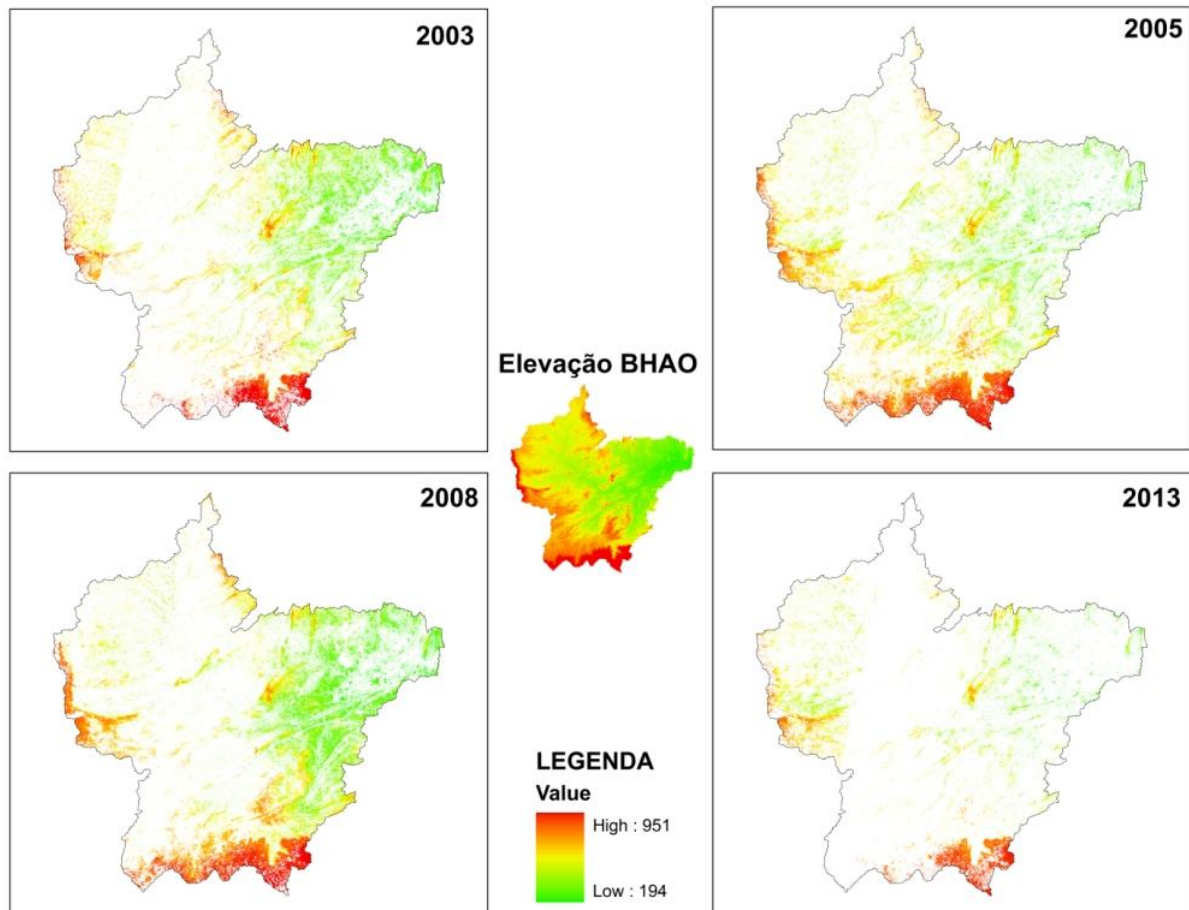 2003
2005
Elevação BHAO
2008
2013
LEGENDA
Value
High : 951
Low : 194